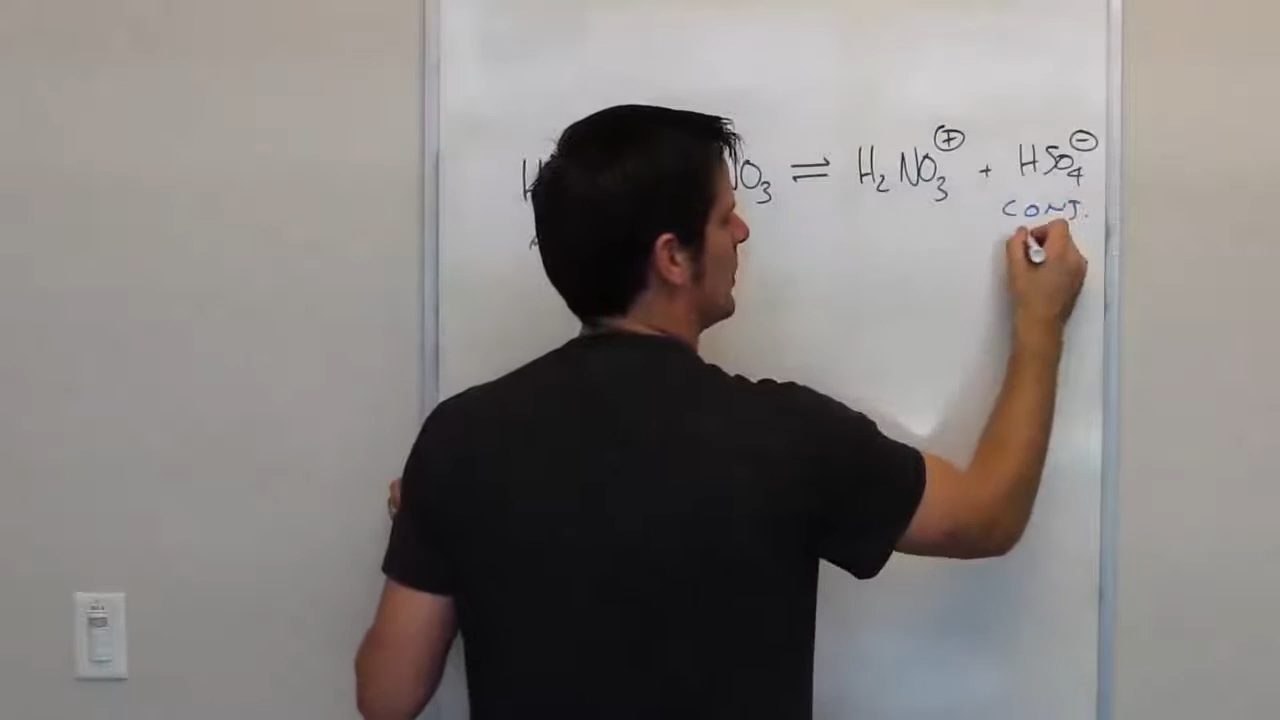 H NO₃ ⇌ H₂NO₃⊕ + HSO₄⊖
CONJ.